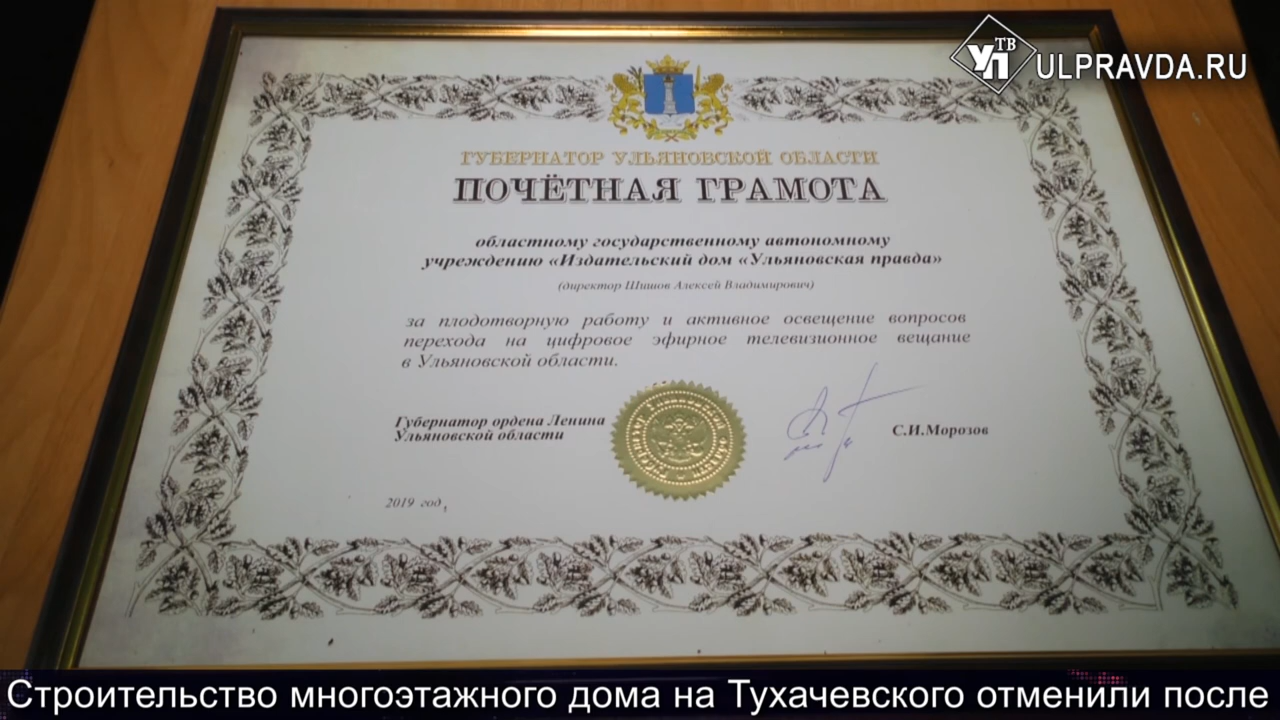 УП ТВ ULPRAVDA.RU
ГУБЕРНАТОР УЛЬЯНОВСКОЙ ОБЛАСТИ
ПОЧЁТНАЯ ГРАМОТА
областному государственному автономному
учреждению «Издательский дом «Ульяновская правда»
(директор Шишов Алексей Владимирович)
за плодотворную работу и активное освещение вопросов
перехода на цифровое эфирное телевизионное вещание
в Ульяновской области.
Губернатор ордена Ленина
Ульяновской области
С.И.Морозов
2019 год
Строительство многоэтажного дома на Тухачевского отменили после